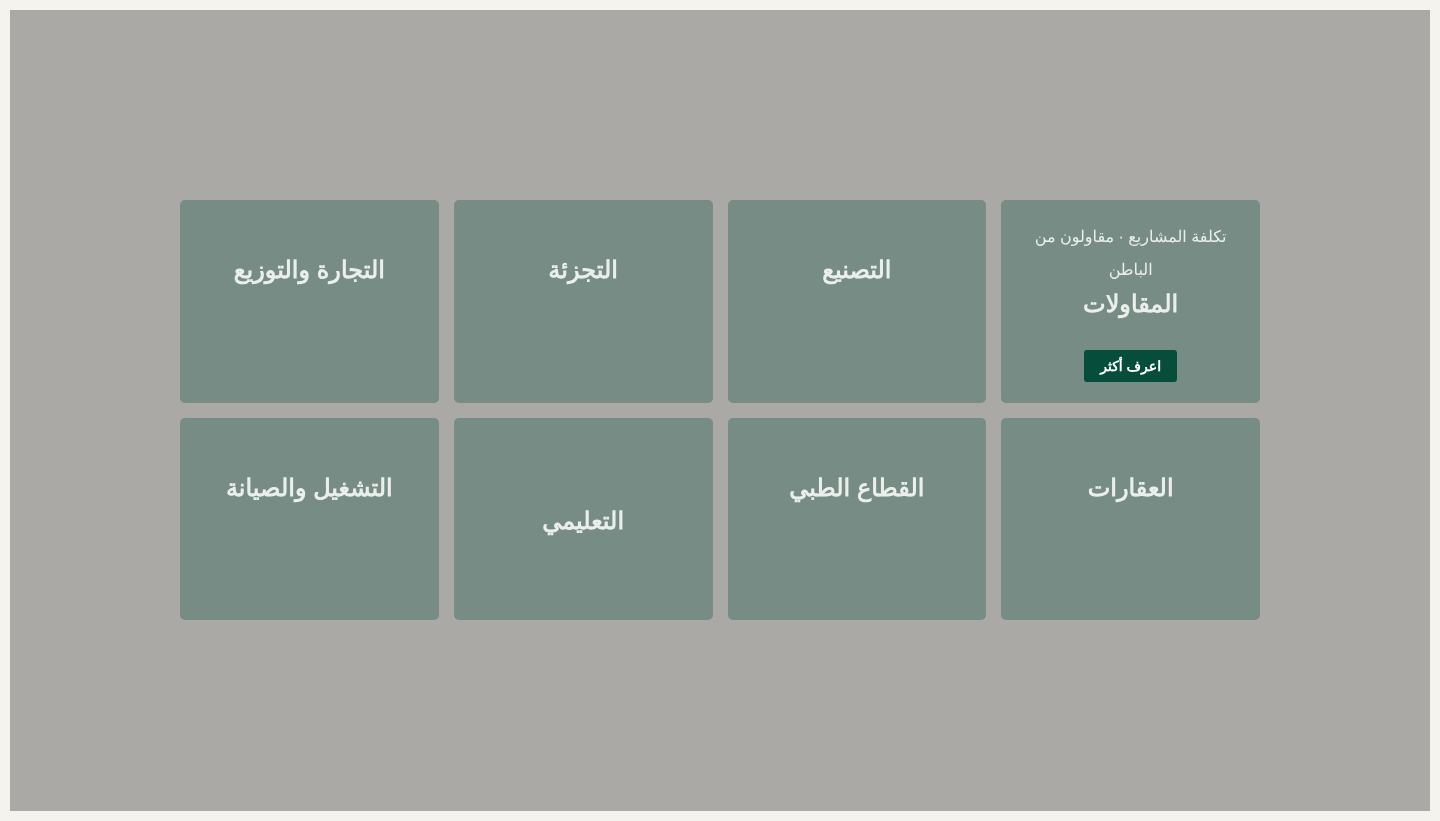 تكلفة المشاريع · مقاولون من
الباطن
المقاولات
اعرف أكثر
التصنيع
التجزئة
التجارة والتوزيع
العقارات
القطاع الطبي
التعليمي
التشغيل والصيانة